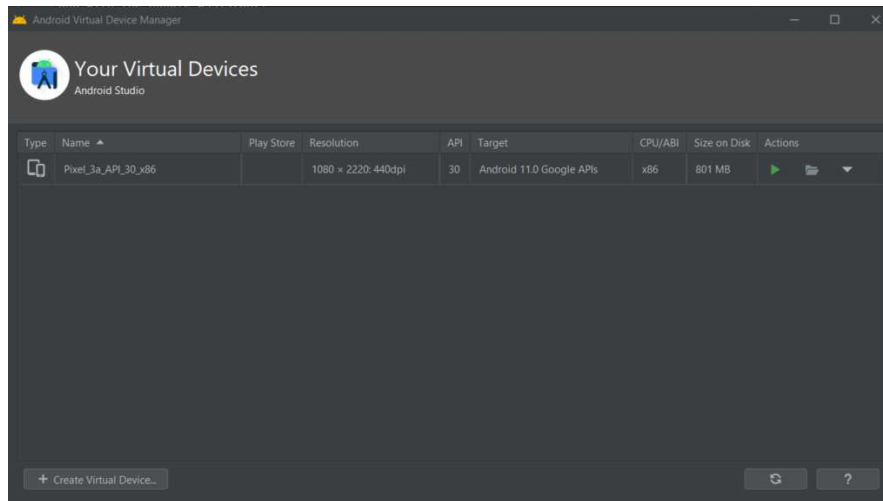 Android Virtual Device Manager
Your Virtual Devices
Android Studio
Type Name Play Store Resolution API Target CPU/ABI Size on Disk Actions
Pixel_3a_API_30_x86 1080 × 2220: 440dpi 30 Android 11.0 Google APIs x86 801 MB
+ Create Virtual Device... ?